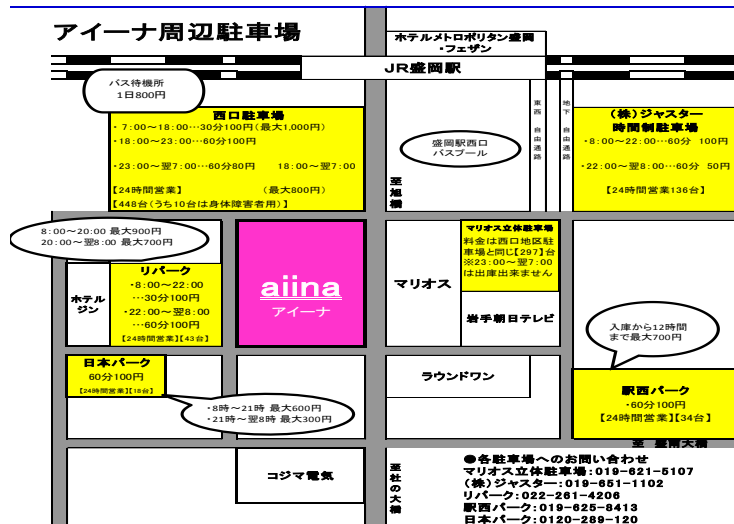 アイーナ周辺駐車場
ホテルメトロポリタン盛岡
・フェザン
JR盛岡駅
バス待機所
1日800円
西口駐車場
・7:00～18:00…30分100円(最大1,000円)
・18:00～23:00…60分100円
・23:00～翌7:00…60分80円　18:00～翌7:00
【24時間営業】　(最大800円)
【448台(うち10台は身体障害者用)】
盛岡駅西口
バスプール
至旭橋
東西自由通路
地下自由通路
(株)ジャスター
時間制駐車場
・8:00～22:00…60分 100円
・22:00～翌8:00…60分 50円
【24時間営業136台】
8:00～20:00 最大900円
20:00～翌8:00 最大700円
ホテル
ジン
リパーク
・8:00～22:00
…30分100円
・22:00～翌8:00
…60分100円
【24時間営業】【43台】
aiina
アイーナ
マリオス
マリオス立体駐車場
料金は西口地区駐
車場と同じ【297】台
※23:00～翌7:00
は出庫出来ません
岩手朝日テレビ
入庫から12時間
まで最大700円
日本パーク
60分100円
【24時間営業】【18台】
・8時～21時 最大600円
・21時～翌8時 最大300円
ラウンドワン
駅西パーク
・60分100円
【24時間営業】【34台】
至 盛南大橋
コジマ電気
至杜の大橋
●各駐車場へのお問い合わせ
マリオス立体駐車場:019-621-5107
(株)ジャスター:019-651-1102
リパーク:022-261-4206
駅西パーク:019-625-8413
日本パーク:0120-289-120